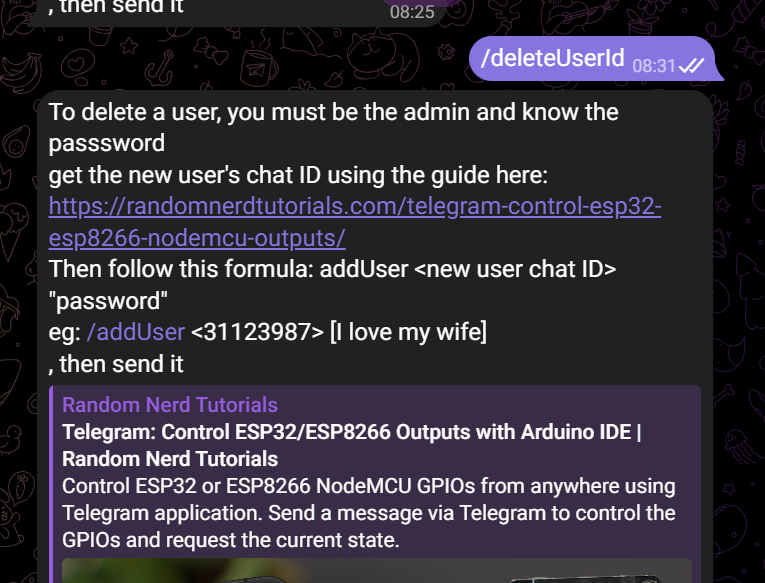 , then send it
08:25
/deleteUserId 08:31
To delete a user, you must be the admin and know the
passsword
get the new user's chat ID using the guide here:
https://randomnerdtutorials.com/telegram-control-esp32-
esp8266-nodemcu-outputs/
Then follow this formula: addUser <new user chat ID>
"password"
eg: /addUser <31123987> [I love my wife]
, then send it
Random Nerd Tutorials
Telegram: Control ESP32/ESP8266 Outputs with Arduino IDE |
Random Nerd Tutorials
Control ESP32 or ESP8266 NodeMCU GPIOs from anywhere using
Telegram application. Send a message via Telegram to control the
GPIOs and request the current state.